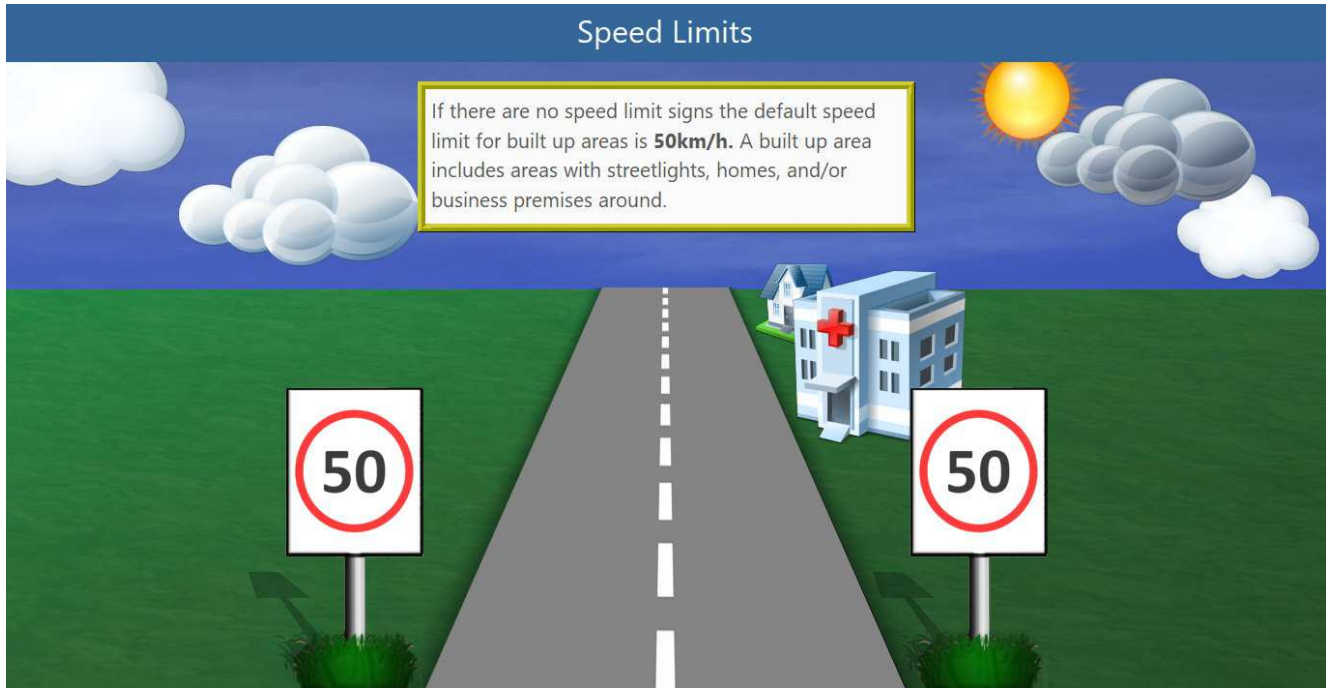 Speed Limits
If there are no speed limit signs the default speed
limit for built up areas is 50km/h. A built up area
includes areas with streetlights, homes, and/or
business premises around.
50
50